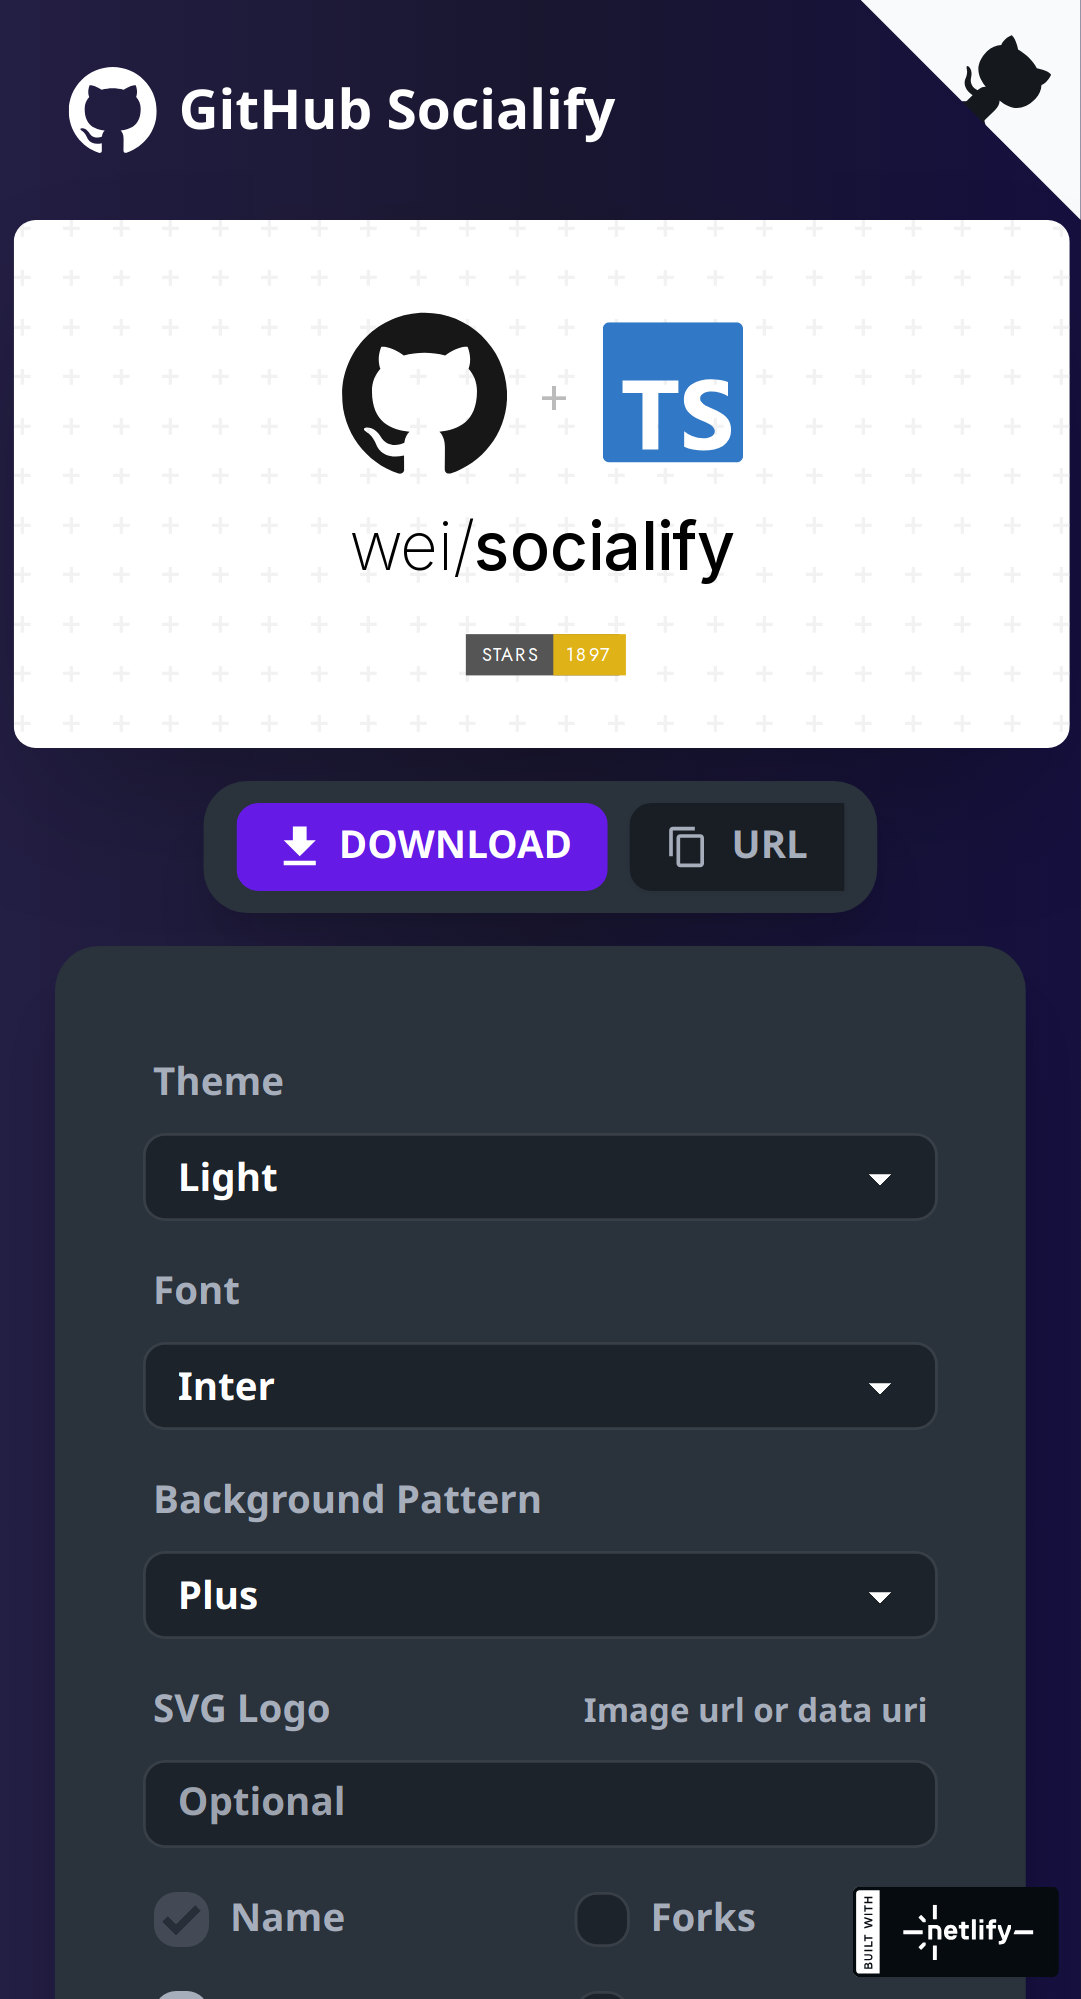 GitHub Socialify
TS
wei/socialify
STARS 1897
DOWNLOAD
URL
Theme
Light
Font
Inter
Background Pattern
Plus
SVG Logo
Image url or data uri
Optional
Name
Forks
BUILT WITH
netlify